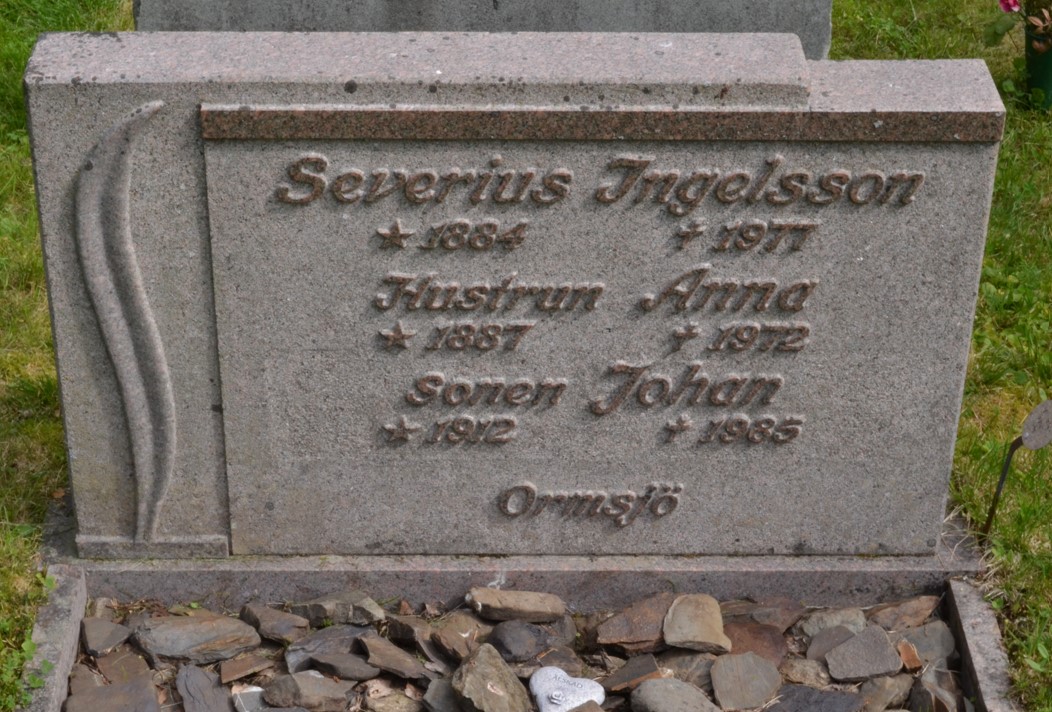 Severius Ingelsson
★ 1884 † 1977
Hustrun Anna
★ 1887 † 1972
Sonen Johan
★ 1912 † 1985
Ormsjö